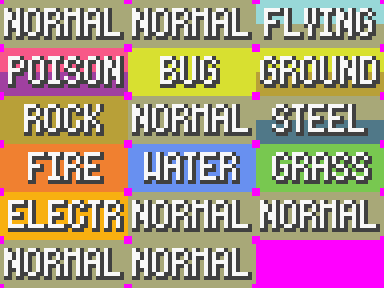 NORMAL NORMAL FLYING
POISON BUG GROUND
ROCK NORMAL STEEL
FIRE WATER GRASS
ELECTR NORMAL NORMAL
NORMAL NORMAL